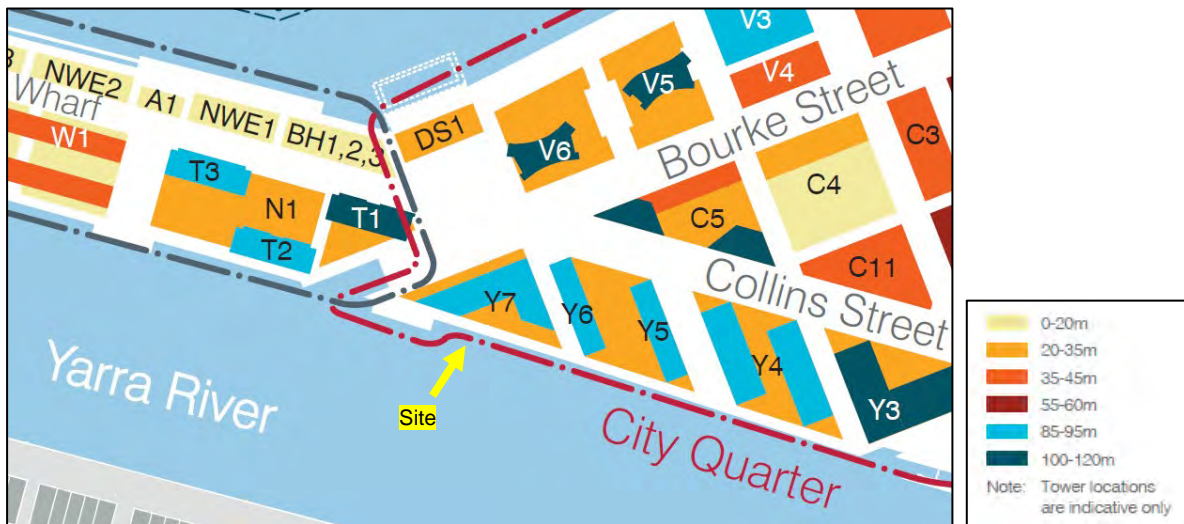 3
NWE2
Wharf
A1
NWE1
BH1,2,3
W1
T3
N1
T1
T2
DS1
V6
V5
V3
V4
Bourke Street
C3
C4
C5
C11
Collins Street
Y7
Y6
Y5
Y4
Y3
Site
Yarra River
City Quarter
0-20m
20-35m
35-45m
55-60m
85-95m
100-120m
Note: Tower locations
are indicative only